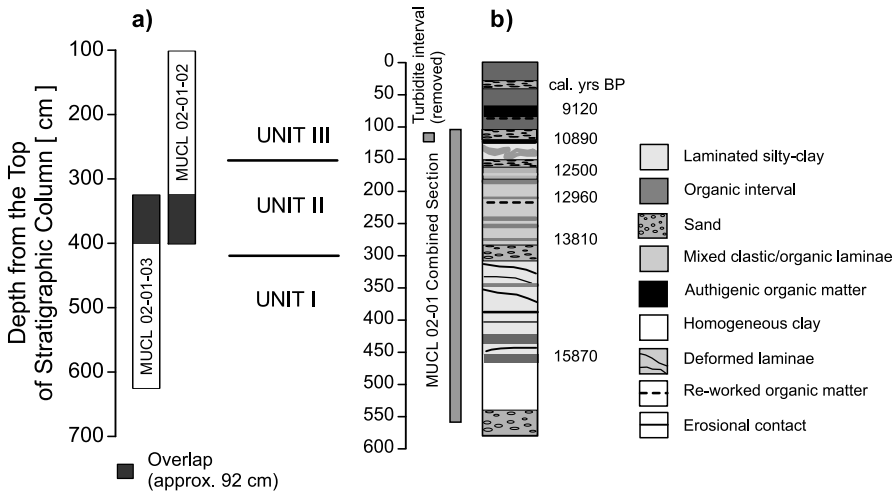 a)
Depth from the Top
of Stratigraphic Column [ cm ]
0
100
200
300
400
500
600
700
MUCL 02-01-02
MUCL 02-01-03
UNIT III
UNIT II
UNIT I
Overlap
(approx. 92 cm)
b)
0
50
100
150
200
250
300
350
400
450
500
550
600
Turbidite interval
(removed)
MUCL 02-01 Combined Section
cal. yrs BP
9120
10890
12500
12960
13810
15870
Laminated silty-clay
Organic interval
Sand
Mixed clastic/organic laminae
Authigenic organic matter
Homogeneous clay
Deformed laminae
Re-worked organic matter
Erosional contact